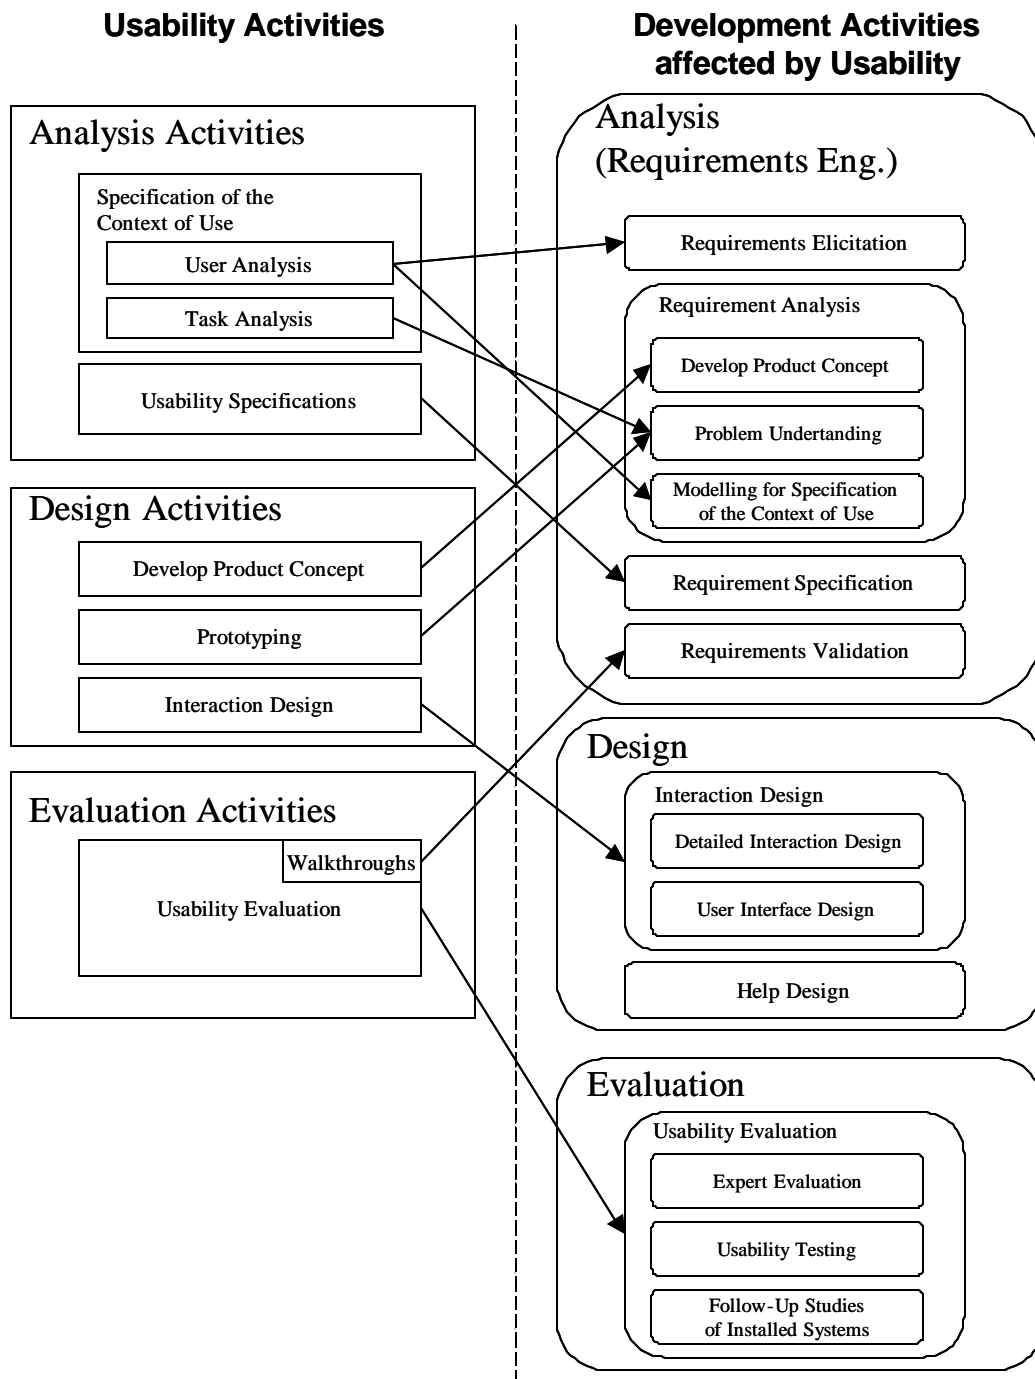 Usability Activities
Development Activities
affected by Usability
Analysis Activities
Specification of the
Context of Use
User Analysis
Task Analysis
Usability Specifications
Design Activities
Develop Product Concept
Prototyping
Interaction Design
Evaluation Activities
Walkthroughs
Usability Evaluation
Analysis
(Requirements Eng.)
Requirements Elicitation
Requirement Analysis
Develop Product Concept
Problem Undertanding
Modelling for Specification
of the Context of Use
Requirement Specification
Requirements Validation
Design
Interaction Design
Detailed Interaction Design
User Interface Design
Help Design
Evaluation
Usability Evaluation
Expert Evaluation
Usability Testing
Follow-Up Studies
of Installed Systems